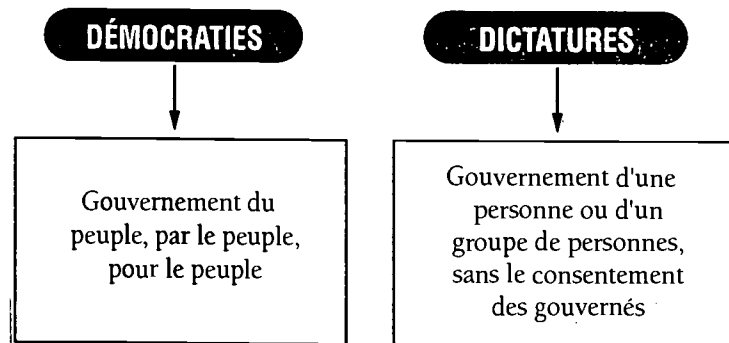 DÉMOCRATIES
Gouvernement du
peuple, par le peuple,
pour le peuple
DICTATURES
Gouvernement d'une
personne ou d'un
groupe de personnes,
sans le consentement
des gouvernés